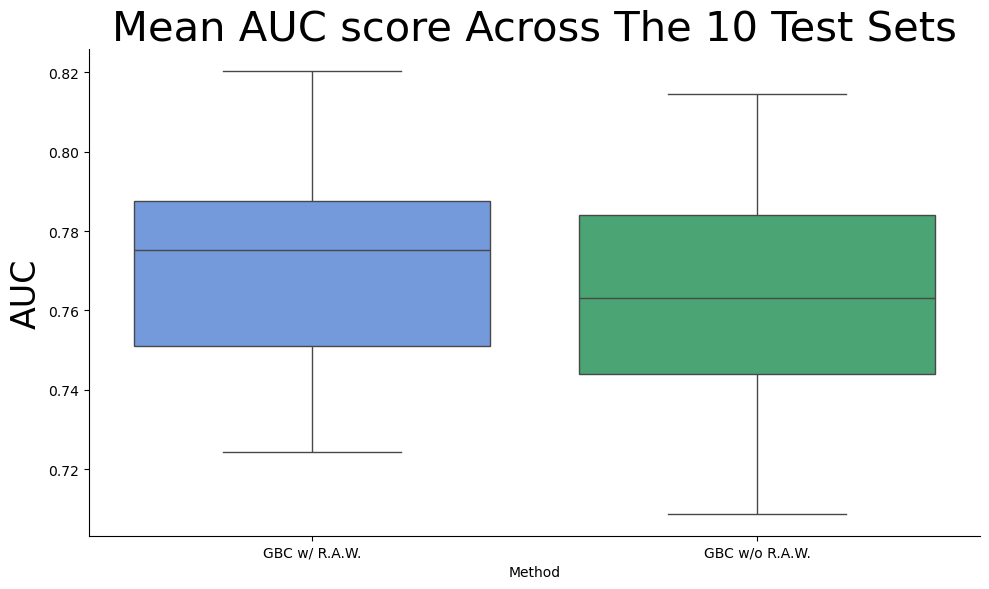 Mean AUC score Across The 10 Test Sets
AUC
0.82
0.80
0.78
0.76
0.74
0.72
GBC w/ R.A.W.
GBC w/o R.A.W.
Method